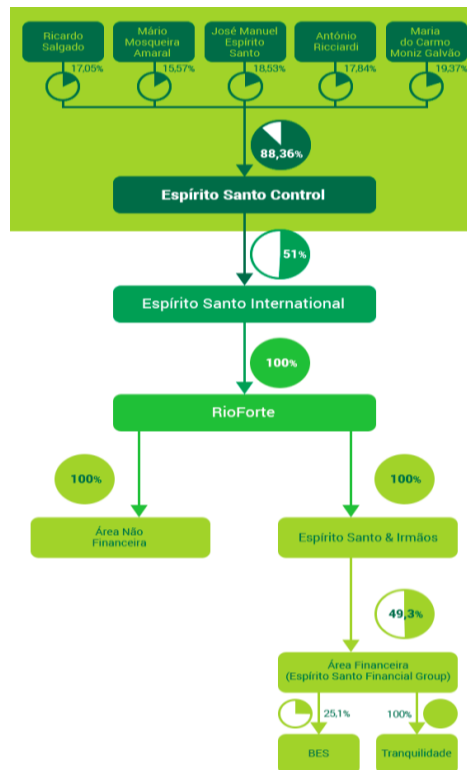 Ricardo
Salgado
Mário
Mosqueira
Amaral
José Manuel
Espírito
Santo
António
Ricciardi
Maria
do Carmo
Moniz Galvão
17,05%
15,57%
18,53%
17,84%
19,37%
88,36%
Espírito Santo Control
51%
Espírito Santo International
100%
RioForte
100%
100%
Área Não
Financeira
Espírito Santo & Irmãos
49,3%
Área Financeira
(Espírito Santo Financial Group)
25,1%
100%
BES
Tranquilidade